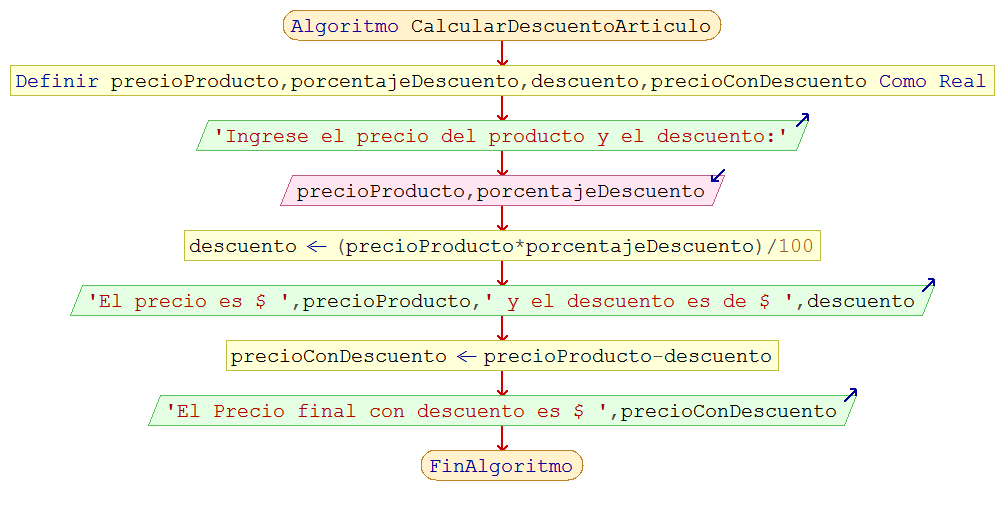 Algoritmo CalcularDescuentoArticulo
Definir precioProducto,porcentajeDescuento,descuento,precioConDescuento Como Real
'Ingrese el precio del producto y el descuento:'
precioProducto,porcentajeDescuento
descuento ← (precioProducto*porcentajeDescuento)/100
'El precio es $ ',precioProducto,' y el descuento es de $ ',descuento
precioConDescuento ← precioProducto-descuento
'El Precio final con descuento es $ ',precioConDescuento
FinAlgoritmo